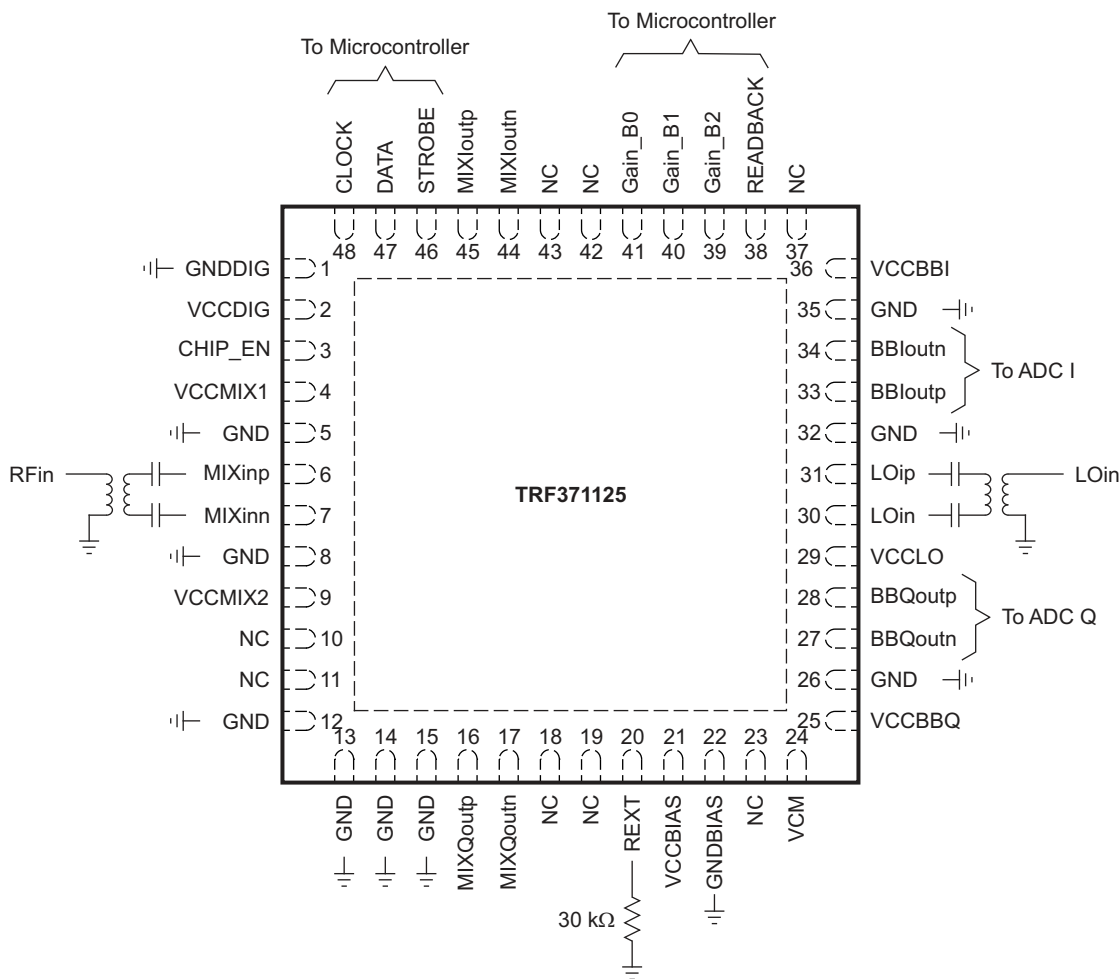 To Microcontroller
To Microcontroller
CLOCK
DATA
STROBE
MIXIoutp
MIXIoutn
NC
NC
Gain_B0
Gain_B1
Gain_B2
READBACK
NC
48
47
46
45
44
43
42
41
40
39
38
37
GNDDIG 1
36 VCCBBI
VCCDIG 2
35 GND
CHIP_EN 3
34 BBIoutn
To ADC I
VCCMIX1 4
33 BBIoutp
GND 5
32 GND
RFin
MIXinp 6
31 LOip
LOin
TRF371125
MIXinn 7
30 LOin
GND 8
29 VCCLO
VCCMIX2 9
28 BBQoutp
To ADC Q
NC 10
27 BBQoutn
NC 11
26 GND
GND 12
25 VCCBBQ
13
14
15
16
17
18
19
20
21
22
23
24
GND
GND
GND
MIXQoutp
MIXQoutn
NC
NC
REXT
VCCBIAS
GNDBIAS
NC
VCM
30 kΩ